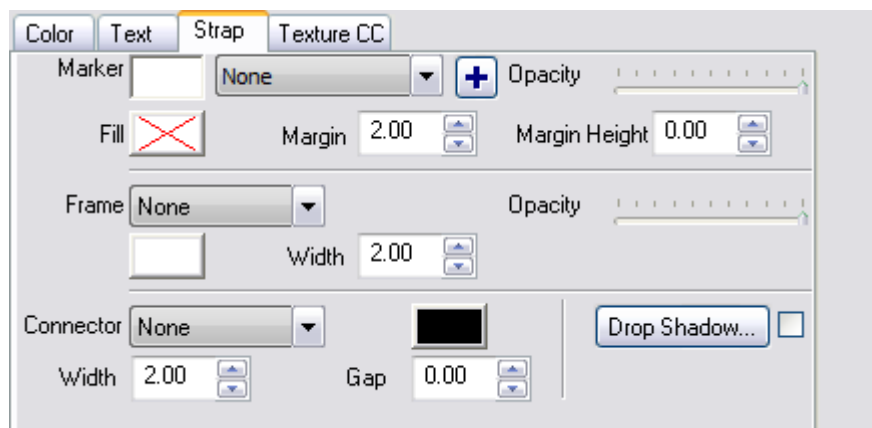 Color Text Strap Texture CC
Marker None + Opacity
Fill Margin 2.00 Margin Height 0.00
Frame None Opacity
Width 2.00
Connector None Drop Shadow...
Width 2.00 Gap 0.00